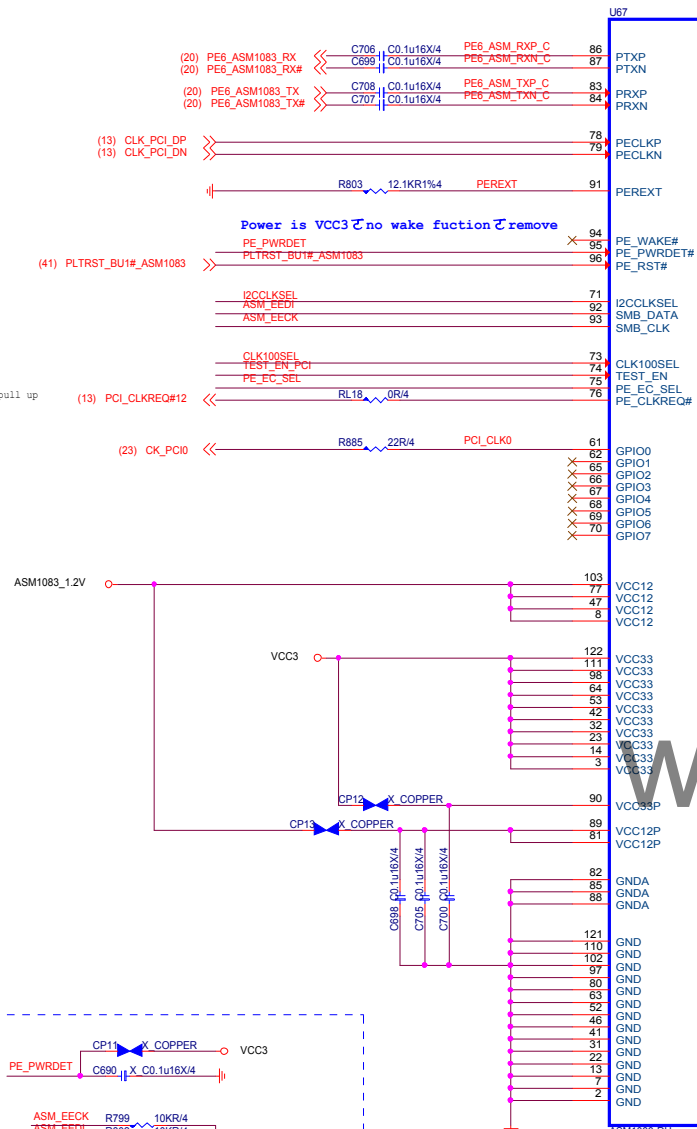 U67
(20) PE6_ASM1083_RX C706 C0.1u16X/4 PE6_ASM_RXP_C 86 PTXP
(20) PE6_ASM1083_RX# C699 C0.1u16X/4 PE6_ASM_RXN_C 87 PTXN
(20) PE6_ASM1083_TX C708 C0.1u16X/4 PE6_ASM_TXP_C 83 PRXP
(20) PE6_ASM1083_TX# C707 C0.1u16X/4 PE6_ASM_TXN_C 84 PRXN
(13) CLK_PCI_DP 78 PECLKP
(13) CLK_PCI_DN 79 PECLKN
R803 12.1KR1%4 PEREXT 91 PEREXT
Power is VCC3 no wake fuction remove
94 PE_WAKE#
PE_PWRDET 95 PE_PWRDET#
(41) PLTRST_BU1#_ASM1083 PLTRST_BU1#_ASM1083 96 PE_RST#
I2CCLKSEL 71 I2CCLKSEL
ASM_EEDI 92 SMB_DATA
ASM_EECK 93 SMB_CLK
CLK100SEL 73 CLK100SEL
TEST_EN_PCI 74 TEST_EN
PE_EC_SEL 75 PE_EC_SEL
pull up
(13) PCI_CLKREQ#12 RL18 0R/4 76 PE_CLKREQ#
(23) CK_PCI0 R885 22R/4 PCI_CLK0 61 GPIO0
62 GPIO1
65 GPIO2
66 GPIO3
67 GPIO4
68 GPIO5
69 GPIO6
70 GPIO7
ASM1083_1.2V 103 VCC12
77 VCC12
47 VCC12
8 VCC12
VCC3 122 VCC33
111 VCC33
98 VCC33
64 VCC33
53 VCC33
42 VCC33
32 VCC33
23 VCC33
14 VCC33
3 VCC33
W
CP12 X_COPPER 90 VCC33P
CP13 X_COPPER 89 VCC12P
81 VCC12P
C698 C0.1u16X/4
C705 C0.1u16X/4
C700 C0.1u16X/4
82 GNDA
85 GNDA
88 GNDA
121 GND
110 GND
102 GND
97 GND
80 GND
63 GND
52 GND
46 GND
41 GND
31 GND
22 GND
13 GND
7 GND
2 GND
CP11 X_COPPER VCC3
PE_PWRDET C690 X_C0.1u16X/4
ASM_EECK R799 10KR/4